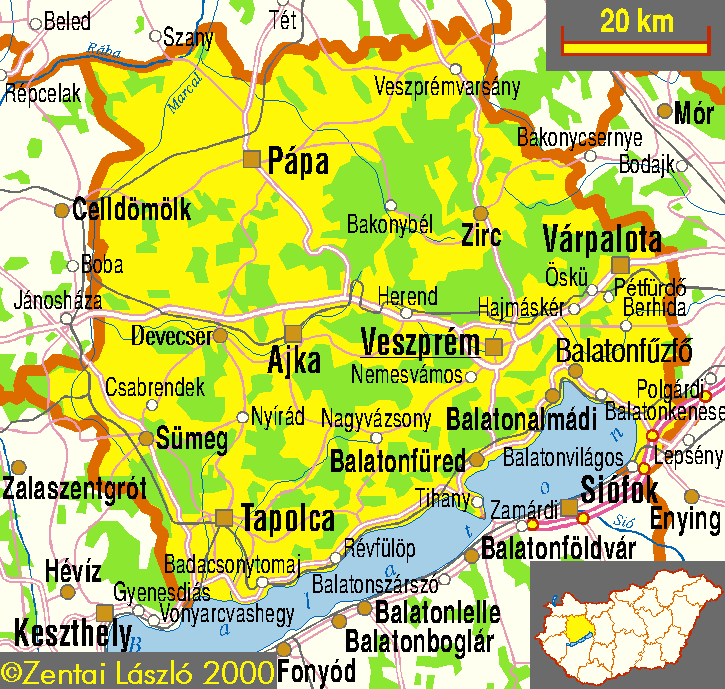 Beled
Tét
20 km
Szany
Rába
Marcal
Répcelak
Veszprémvarsány
Mór
Bakonycsernye
Bodajk
Pápa
Celldömölk
Bakonybél
Zirc
Várpalota
Boba
Öskü
Pétfürdő
Jánosháza
Herend
Hajmáskér
Berhida
Devecser
Ajka
Veszprém
Balatonfűzfő
Nemesvámos
Csabrendek
Polgárdi
Nyírád
Nagyvázsony
Balatonalmádi
Balatonkenese
Sümeg
Balatonfüred
Balatonvilágos
Lepsény
Zalaszentgrót
Tihany
Siófok
Zamárdi
Enying
Tapolca
Sió
Révfülöp
Balatonföldvár
Badacsonytomaj
Hévíz
Balatonszárszó
Gyenesdiás
Vonyarcvashegy
Balatonlelle
Keszthely
Balatonboglár
Balaton
©Zentai László 2000
Fonyód